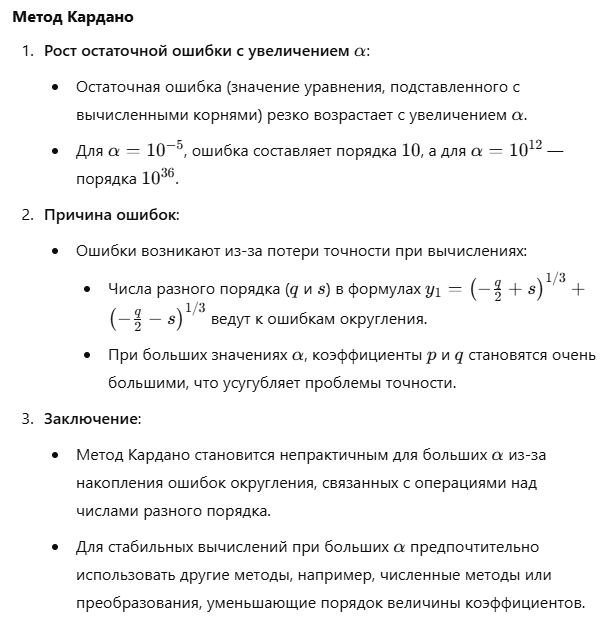 Метод Кардано
1. Рост остаточной ошибки с увеличением α:
• Остаточная ошибка (значение уравнения, подставленного с
вычисленными корнями) резко возрастает с увеличением α.
• Для α = 10⁻⁵, ошибка составляет порядка 10, а для α = 10¹² —
порядка 10³⁶.
2. Причина ошибок:
• Ошибки возникают из-за потери точности при вычислениях:
• Числа разного порядка (q и s) в формулах y₁ = (−q/2 + s)^1/3 +
(−q/2 − s)^1/3 ведут к ошибкам округления.
• При больших значениях α, коэффициенты p и q становятся очень
большими, что усугубляет проблемы точности.
3. Заключение:
• Метод Кардано становится непрактичным для больших α из-за
накопления ошибок округления, связанных с операциями над
числами разного порядка.
• Для стабильных вычислений при больших α предпочтительно
использовать другие методы, например, численные методы или
преобразования, уменьшающие порядок величины коэффициентов.